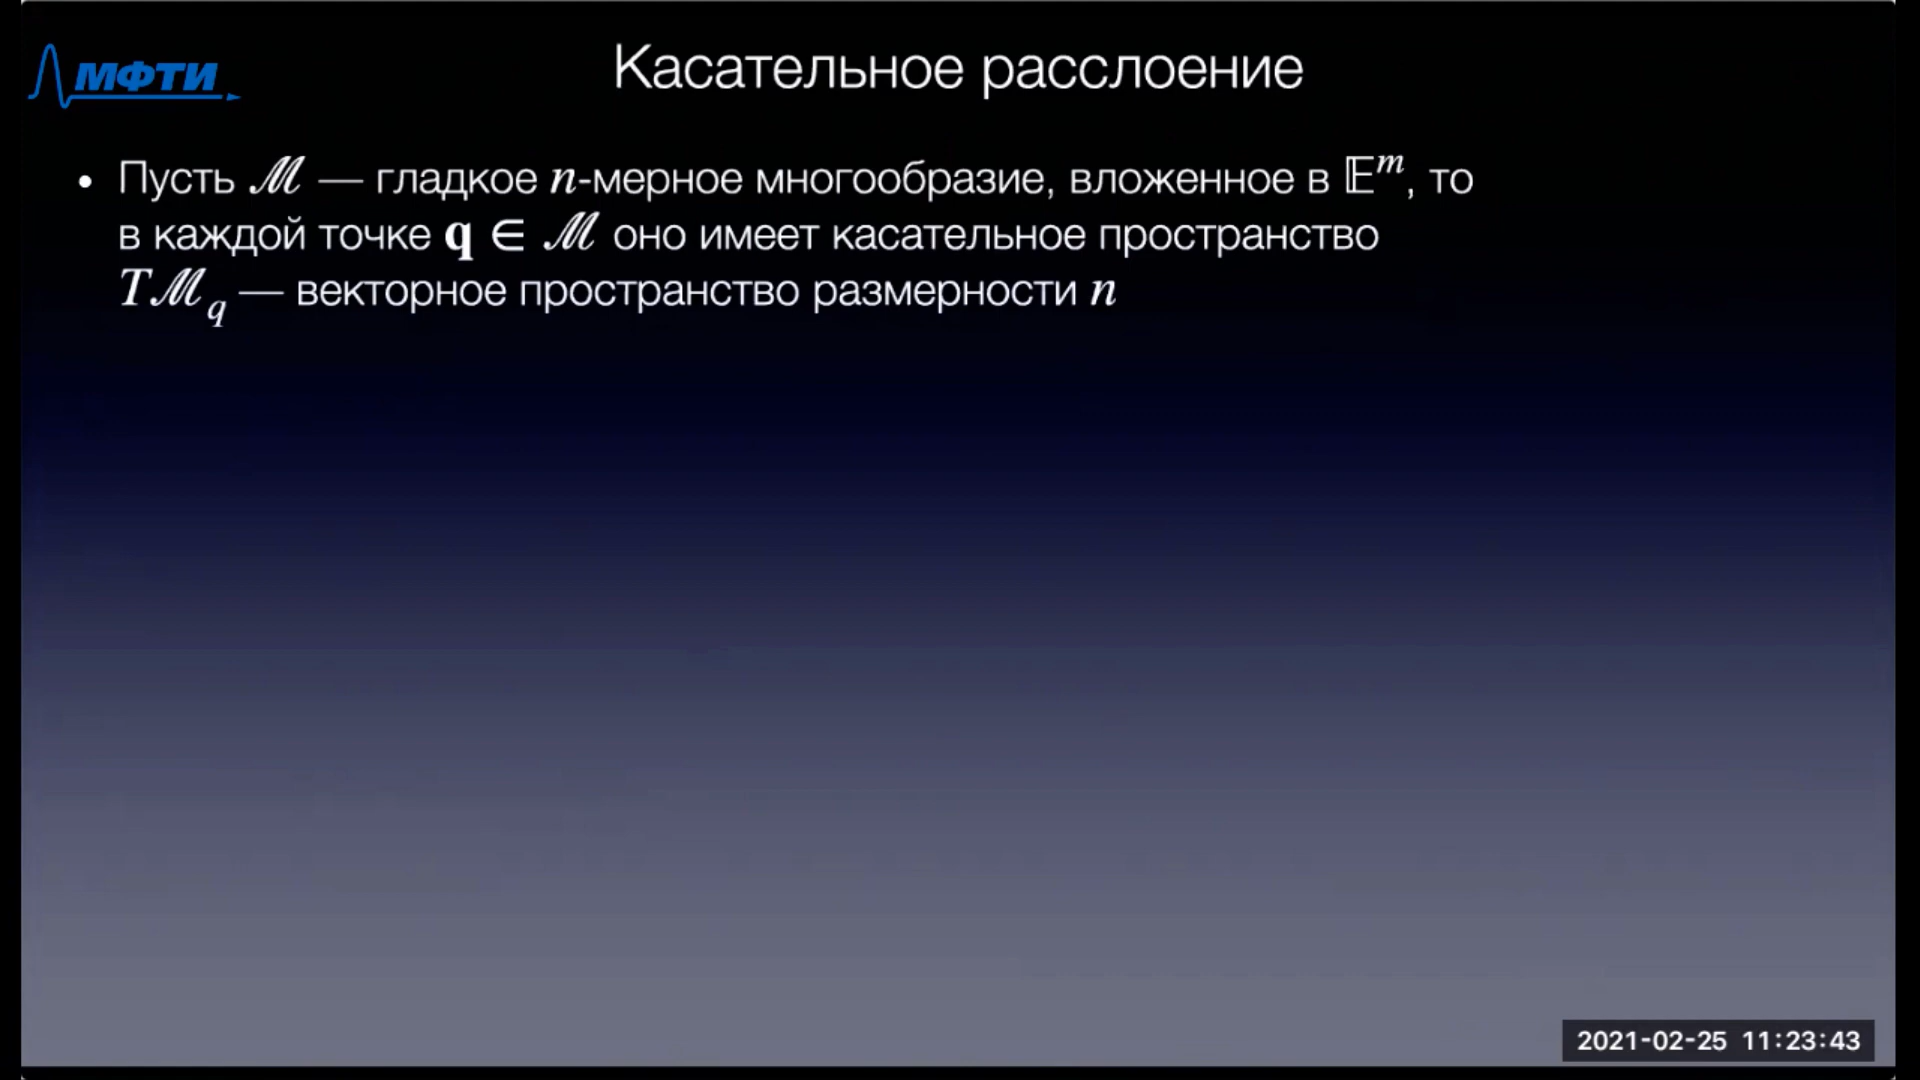 МФТИ
Касательное расслоение
• Пусть ℳ — гладкое n-мерное многообразие, вложенное в 𝔼^m, то
в каждой точке q ∈ ℳ оно имеет касательное пространство
Tℳ_q — векторное пространство размерности n
2021-02-25 11:23:43